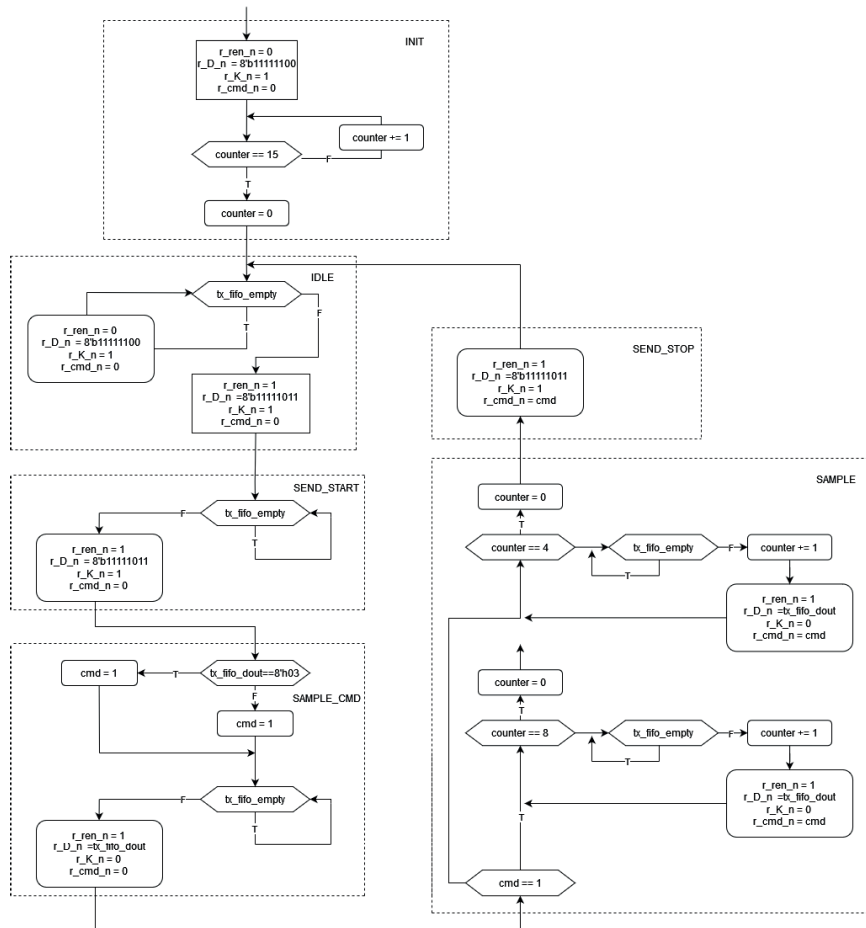 INIT
r_ren_n = 0
r_D_n = 8'b11111100
r_K_n = 1
r_cmd_n = 0
counter += 1
counter == 15
F
T
counter = 0
IDLE
tx_fifo_empty
F
T
r_ren_n = 0
r_D_n = 8'b11111100
r_K_n = 1
r_cmd_n = 0
r_ren_n = 1
r_D_n =8'b11111011
r_K_n = 1
r_cmd_n = 0
SEND_START
tx_fifo_empty
F
T
r_ren_n = 1
r_D_n = 8'b11111011
r_K_n = 1
r_cmd_n = 0
cmd = 1
T
tx_fifo_dout==8'h03
F
SAMPLE_CMD
cmd = 1
tx_fifo_empty
F
T
r_ren_n = 1
r_D_n =tx_fifo_dout
r_K_n = 0
r_cmd_n = 0
SEND_STOP
r_ren_n = 1
r_D_n =8'b11111011
r_K_n = 1
r_cmd_n = cmd
SAMPLE
counter = 0
T
counter == 4
tx_fifo_empty
F
counter += 1
T
r_ren_n = 1
r_D_n =tx_fifo_dout
r_K_n = 0
r_cmd_n = cmd
counter = 0
T
counter == 8
tx_fifo_empty
F
counter += 1
T
r_ren_n = 1
r_D_n =tx_fifo_dout
r_K_n = 0
r_cmd_n = cmd
T
cmd == 1